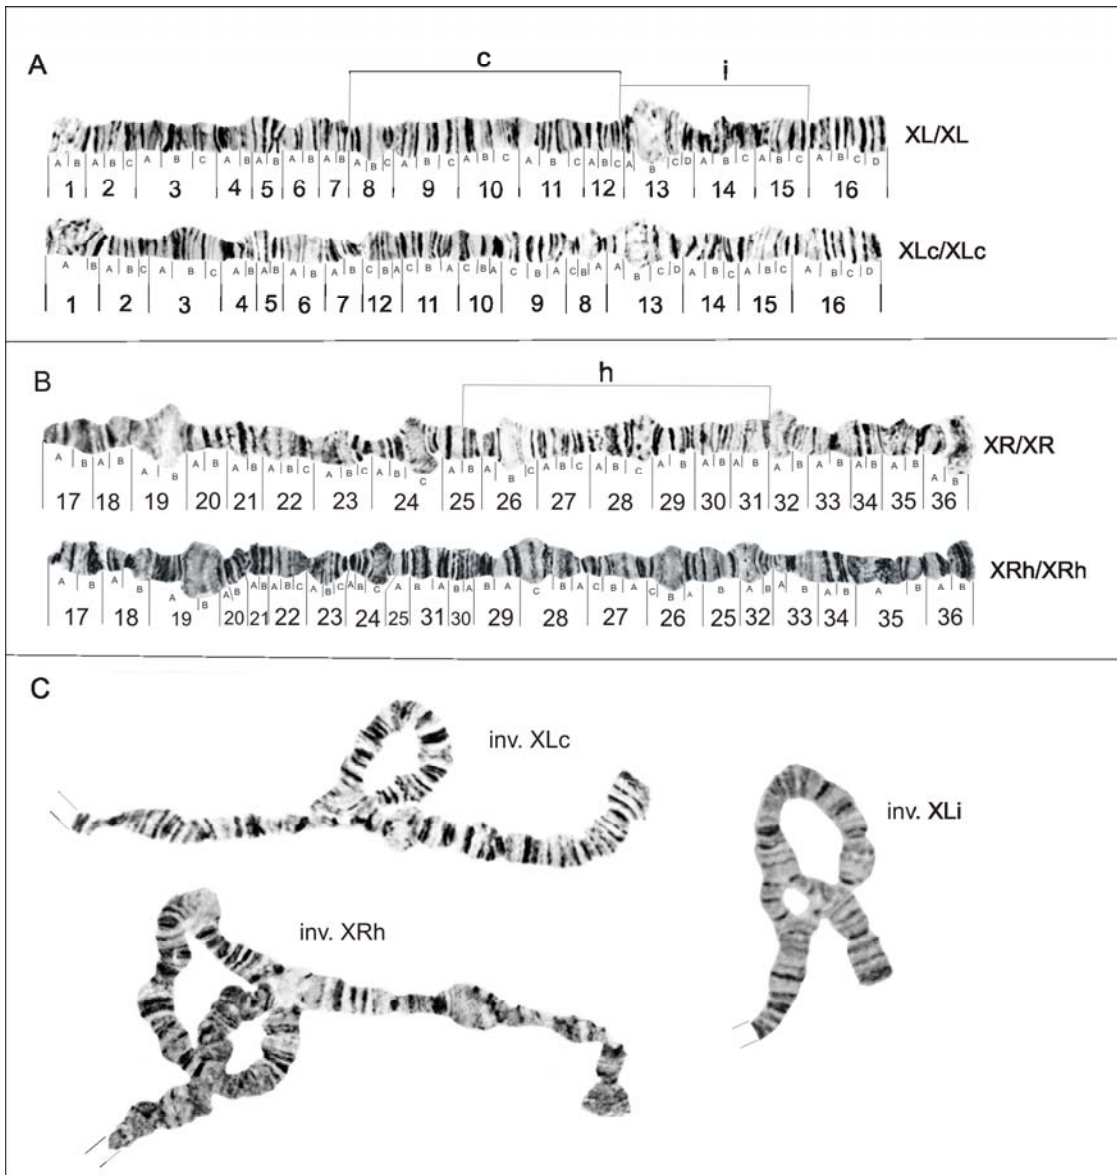 A
c
i
XL/XL
A B A B C A B C A B A B A B A B A B C A B C A B C A B C A B C A B C D A B C A B C A B C D
1 2 3 4 5 6 7 8 9 10 11 12 13 14 15 16
XLc/XLc
A B A B C A B C A B A B A B A B C B A C B A C B A C B A C B A A B C D A B C A B C A B C D
1 2 3 4 5 6 7 12 11 10 9 8 13 14 15 16
B
h
XR/XR
A B A B A B A B A B A B C A B C A B C A B A B C A B C A B C A B A B A B A B A B A B A B A B
17 18 19 20 21 22 23 24 25 26 27 28 29 30 31 32 33 34 35 36
XRh/XRh
A B A B A B A B A B A B C A B C A B C A B A B A B A C B A C B A C B A B A B A B A B A B A B
17 18 19 20 21 22 23 24 25 31 30 29 28 27 26 25 32 33 34 35 36
C
inv. XLc
inv. XLi
inv. XRh